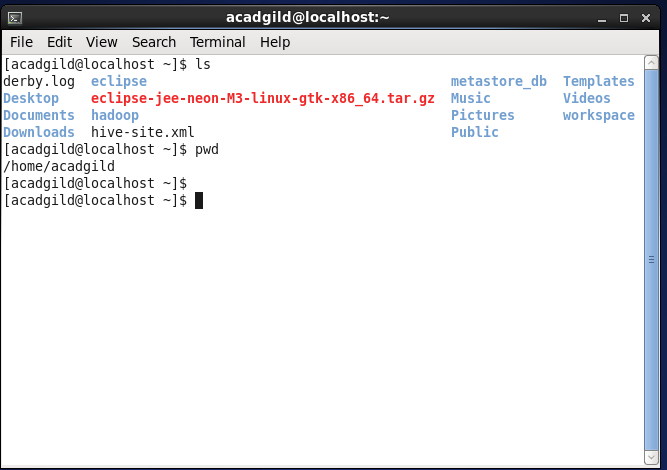 acadgild@localhost:~
File Edit View Search Terminal Help
[acadgild@localhost ~]$ ls
derby.log  eclipse                                      metastore_db  Templates
Desktop    eclipse-jee-neon-M3-linux-gtk-x86_64.tar.gz  Music         Videos
Documents  hadoop                                       Pictures      workspace
Downloads  hive-site.xml                                Public
[acadgild@localhost ~]$ pwd
/home/acadgild
[acadgild@localhost ~]$
[acadgild@localhost ~]$